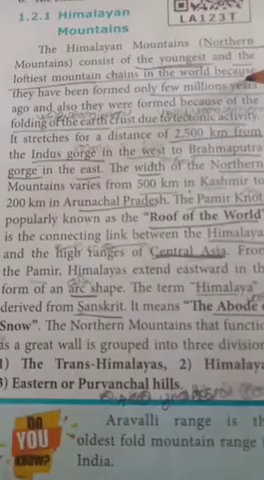 1.2.1 Himalayan
Mountains
LA123T
The Himalayan Mountains (Northern
Mountains) consist of the youngest and the
loftiest mountain chains in the world because
they have been formed only few millions years
ago and also they were formed because of the
folding of the earth crust due to tectonic activity.
It stretches for a distance of 2,500 km from
the Indus gorge in the west to Brahmaputra
gorge in the east. The width of the Northern
Mountains varies from 500 km in Kashmir to
200 km in Arunachal Pradesh. The Pamir Knot,
popularly known as the “Roof of the World”
is the connecting link between the Himalaya
and the high ranges of Central Asia. From
the Pamir, Himalayas extend eastward in th
form of an arc shape. The term “Himalaya”
derived from Sanskrit. It means “The Abode o
Snow”. The Northern Mountains that functio
as a great wall is grouped into three division
1) The Trans-Himalayas, 2) Himalaya
3) Eastern or Purvanchal hills.
DO
YOU
KNOW?
Aravalli range is th
oldest fold mountain range i
India.